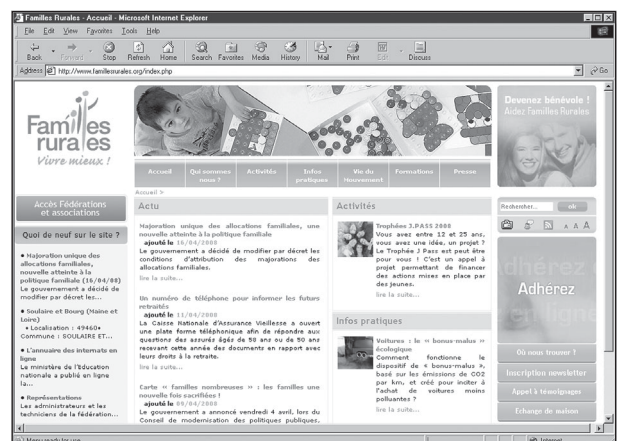 Familles Rurales - Accueil - Microsoft Internet Explorer
File Edit View Favorites Tools Help
Back Forward Stop Refresh Home Search Favorites Media History Mail Print Edit Discuss
Address http://www.famillesrurales.org/index.php Go
Familles
rurales
Vivre mieux !
Devenez bénévole !
Aidez Familles Rurales
Accueil
Qui sommes
nous ?
Activités
Infos
pratiques
Vie du
Mouvement
Formations
Presse
Accueil >
Accès Fédérations
et associations
Quoi de neuf sur le site ?
• Majoration unique des
allocations familiales,
nouvelle atteinte à la
politique familiale (16/04/08)
Le gouvernement a décidé de
modifier par décret les...
• Soulaire et Bourg (Maine et
Loire)
• Localisation : 49460•
Commune : SOULAIRE ET...
• L'annuaire des internats en
ligne
Le ministère de l'Education
nationale a publié en ligne
la...
• Représentations
Les administrateurs et les
techniciens de la fédération...
Actu
Majoration unique des allocations familiales, une
nouvelle atteinte à la politique familiale
ajouté le 16/04/2008
Le gouvernement a décidé de modifier par décret les
conditions d'attribution des majorations des
allocations familiales.
lire la suite...
Un numéro de téléphone pour informer les futurs
retraités
ajouté le 11/04/2008
La Caisse Nationale d'Assurance Vieillesse a ouvert
une plate forme téléphonique afin de répondre aux
questions des assurés âgés de 58 ans ou de 50 ans
recevant cette année des documents en rapport avec
leurs droits à la retraite.
lire la suite...
Carte « familles nombreuses » : les familles une
nouvelle fois sacrifiées !
ajouté le 09/04/2008
Le gouvernement a annoncé vendredi 4 avril, lors du
Conseil de modernisation des politiques publiques,
Activités
Trophées J.PASS 2008
Vous avez entre 12 et 25 ans,
vous avez une idée, un projet ?
Le Trophée J Pass est peut être
pour vous ! C'est un appel à
projet permettant de financer
des actions mises en place par
des jeunes.
lire la suite...
Infos pratiques
Voitures : le « bonus-malus »
écologique
Comment fonctionne le
dispositif de « bonus-malus »,
basé sur les émissions de CO2
par km, et créé pour inciter à
l'achat de voitures moins
polluantes ?
lire la suite...
Rechercher... ok
A A A
Adhérez
Adhérez
en ligne
Où nous trouver ?
Inscription newsletter
Appel à témoignages
Echange de maison
Menu ready for use
Internet